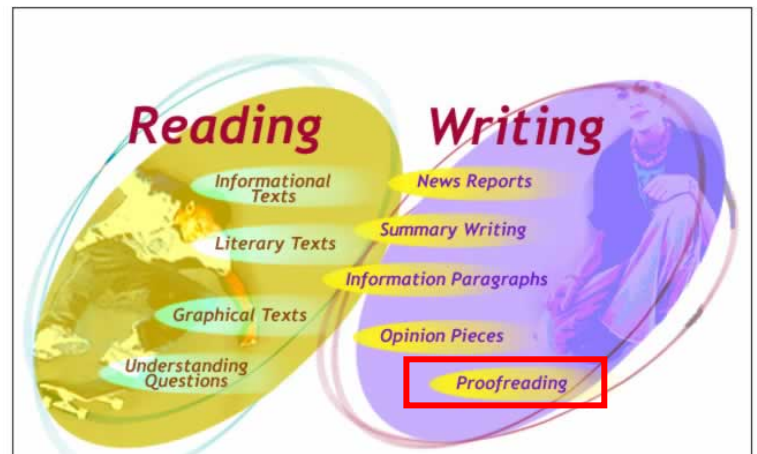 Reading
Informational
Texts
Literary Texts
Graphical Texts
Understanding
Questions
Writing
News Reports
Summary Writing
Information Paragraphs
Opinion Pieces
Proofreading